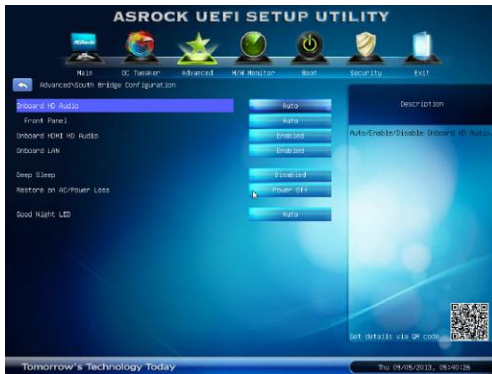 ASROCK UEFI SETUP UTILITY
Main OC Tweaker Advanced H/W Monitor Boot Security Exit
Advanced\South Bridge Configuration
Onboard HD Audio Auto
Front Panel Auto
Onboard HDMI HD Audio Enabled
Onboard LAN Enabled
Deep Sleep Disabled
Restore on AC/Power Loss Power Off
Good Night LED Auto
Description
Auto/Enable/Disable Onboard HD Audio.
Get details via QR code
Tomorrow's Technology Today
Thu 09/05/2013, 05:40:26